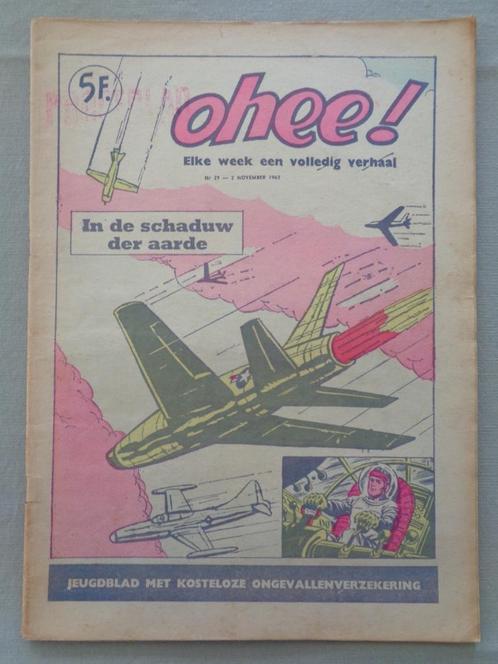 5F.
ohee!
Elke week een volledig verhaal
Nr 29 — 2 NOVEMBER 1963
In de schaduw
der aarde
JEUGDBLAD MET KOSTELOZE ONGEVALLENVERZEKERING